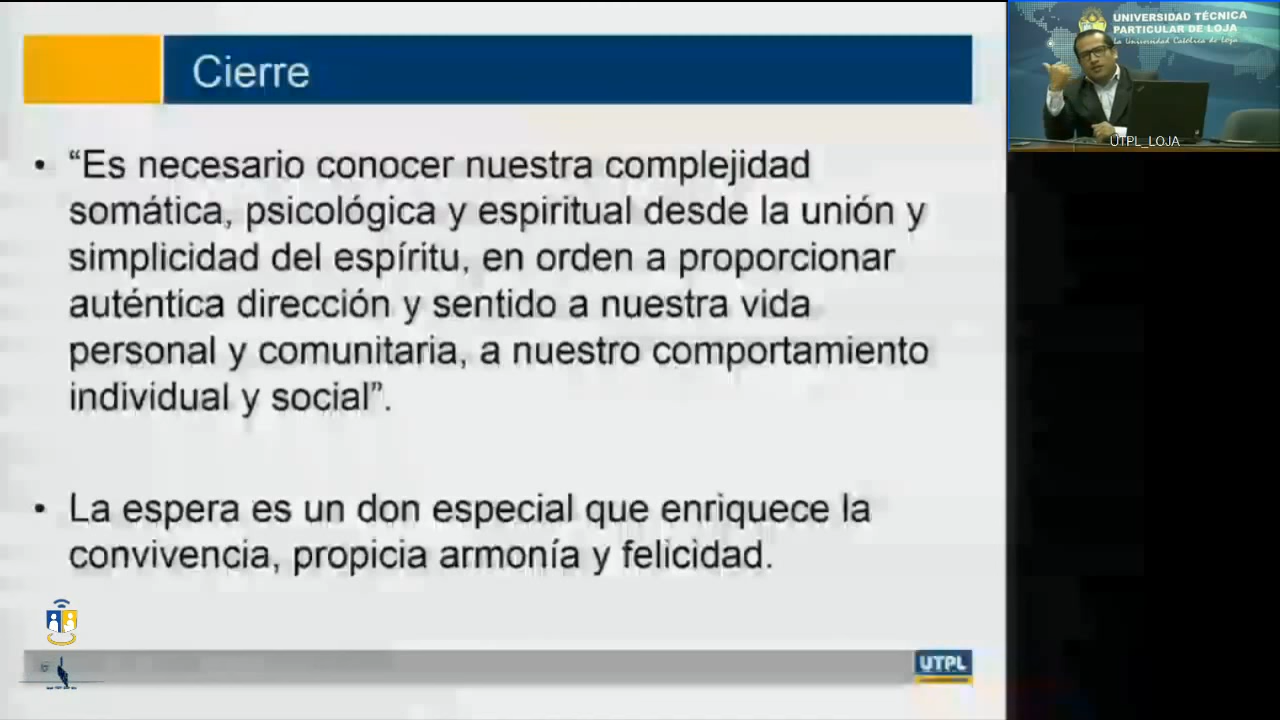 Cierre
• “Es necesario conocer nuestra complejidad
somática, psicológica y espiritual desde la unión y
simplicidad del espíritu, en orden a proporcionar
auténtica dirección y sentido a nuestra vida
personal y comunitaria, a nuestro comportamiento
individual y social”.
• La espera es un don especial que enriquece la
convivencia, propicia armonía y felicidad.
UTPL
UNIVERSIDAD TÉCNICA
PARTICULAR DE LOJA
La Universidad Católica de Loja
UTPL_LOJA